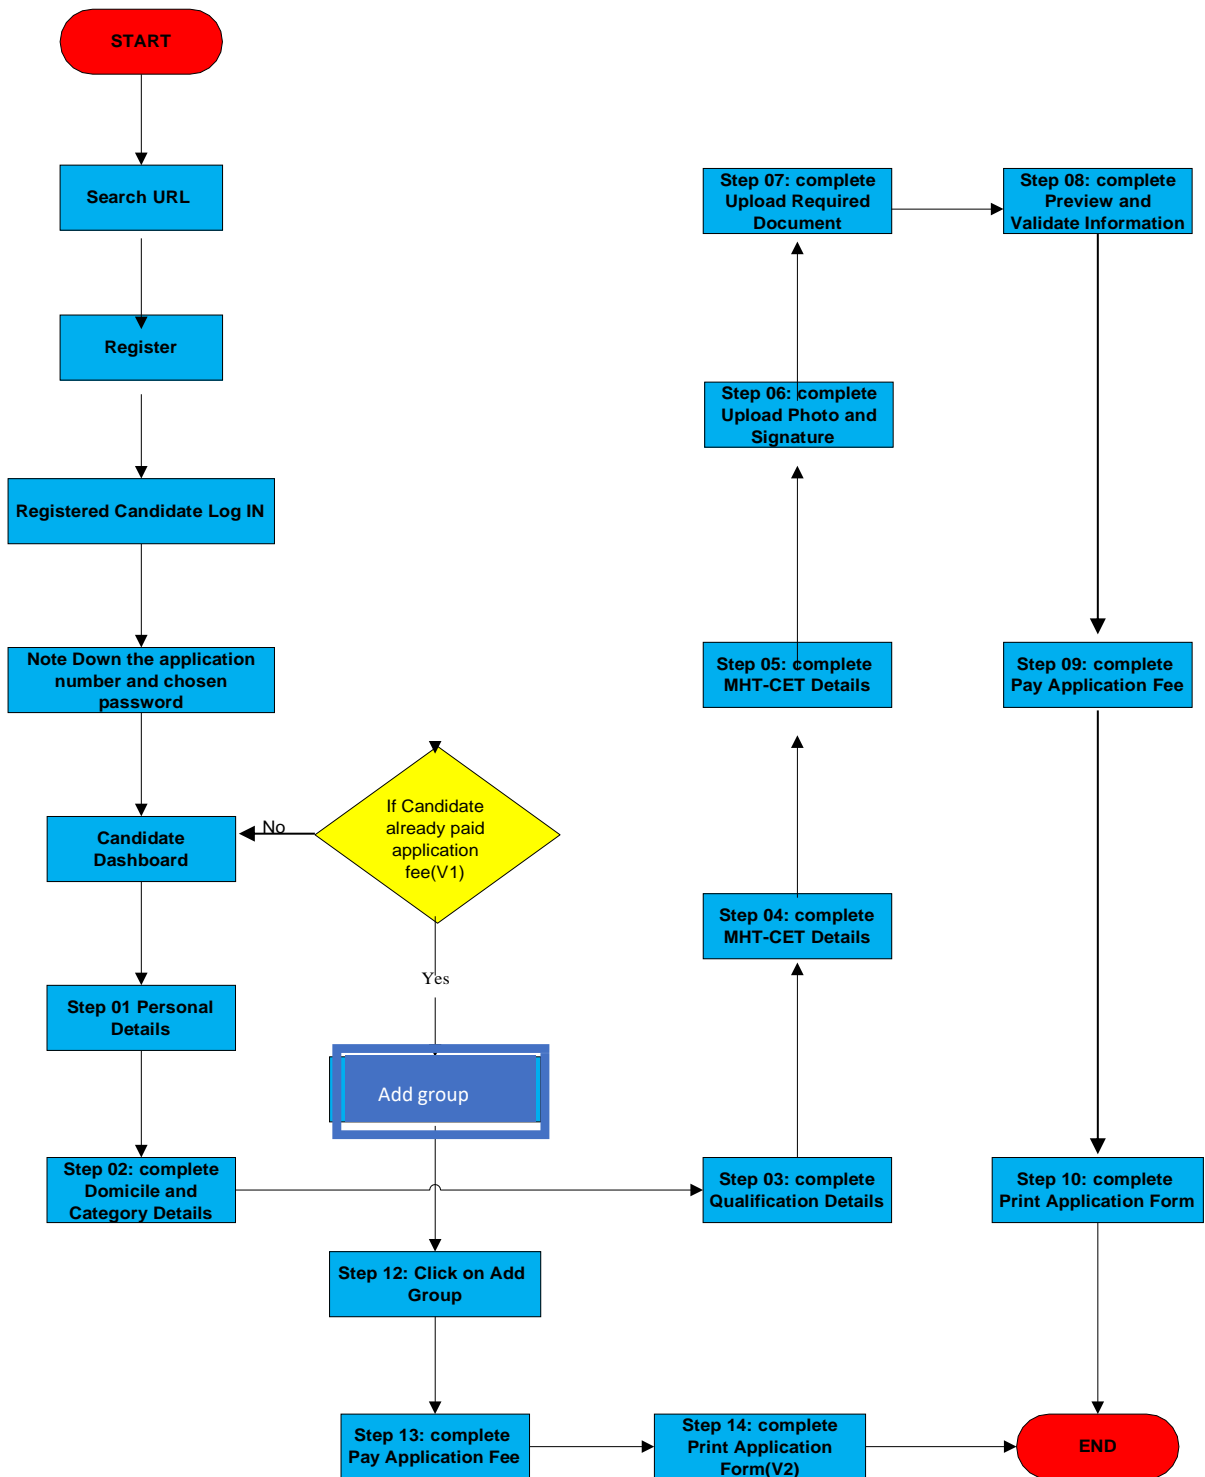 START
Search URL
Register
Registered Candidate Log IN
Note Down the application
number and chosen
password
Candidate
Dashboard
No
If Candidate
already paid
application
fee(V1)
Yes
Add group
Step 01 Personal
Details
Step 02: complete
Domicile and
Category Details
Step 03: complete
Qualification Details
Step 04: complete
MHT-CET Details
Step 05: complete
MHT-CET Details
Step 06: complete
Upload Photo and
Signature
Step 07: complete
Upload Required
Document
Step 08: complete
Preview and
Validate Information
Step 09: complete
Pay Application Fee
Step 10: complete
Print Application Form
Step 12: Click on Add
Group
Step 13: complete
Pay Application Fee
Step 14: complete
Print Application
Form(V2)
END